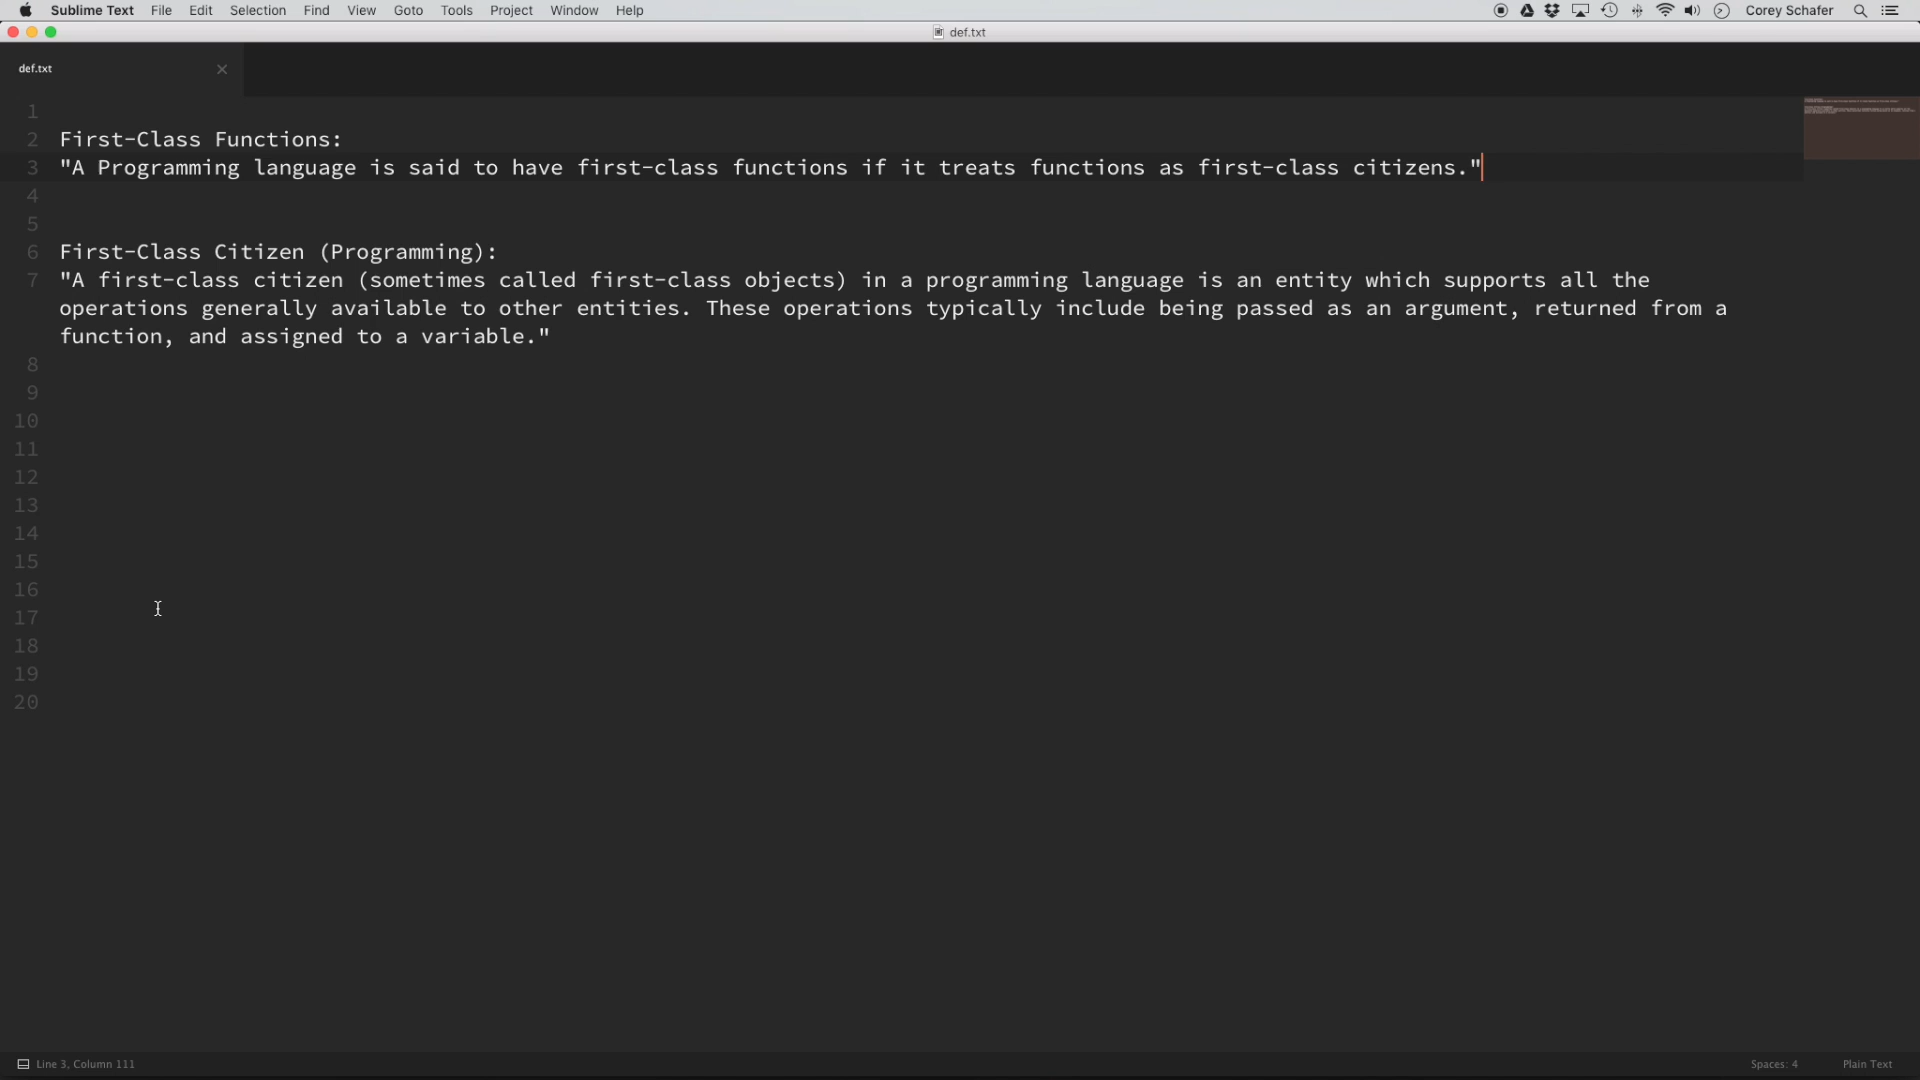 Sublime Text File Edit Selection Find View Goto Tools Project Window Help Corey Schafer
def.txt
def.txt
1
2 First-Class Functions:
3 "A Programming language is said to have first-class functions if it treats functions as first-class citizens."
4
5
6 First-Class Citizen (Programming):
7 "A first-class citizen (sometimes called first-class objects) in a programming language is an entity which supports all the
operations generally available to other entities. These operations typically include being passed as an argument, returned from a
function, and assigned to a variable."
8
9
10
11
12
13
14
15
16
17
18
19
20
Line 3, Column 111 Spaces: 4 Plain Text